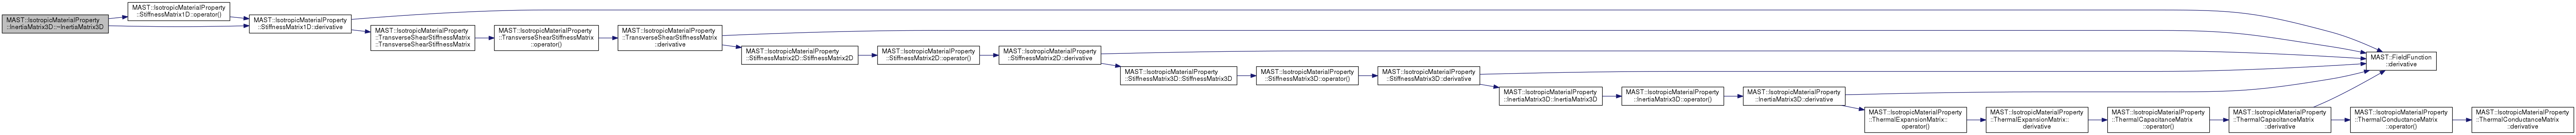 MAST::IsotropicMaterialProperty
::InertiaMatrix3D::~InertiaMatrix3D
MAST::IsotropicMaterialProperty
::StiffnessMatrix1D::operator()
MAST::IsotropicMaterialProperty
::StiffnessMatrix1D::derivative
MAST::IsotropicMaterialProperty
::TransverseShearStiffnessMatrix
::TransverseShearStiffnessMatrix
MAST::IsotropicMaterialProperty
::TransverseShearStiffnessMatrix
::operator()
MAST::IsotropicMaterialProperty
::TransverseShearStiffnessMatrix
::derivative
MAST::IsotropicMaterialProperty
::StiffnessMatrix2D::StiffnessMatrix2D
MAST::IsotropicMaterialProperty
::StiffnessMatrix2D::operator()
MAST::IsotropicMaterialProperty
::StiffnessMatrix2D::derivative
MAST::IsotropicMaterialProperty
::StiffnessMatrix3D::StiffnessMatrix3D
MAST::IsotropicMaterialProperty
::StiffnessMatrix3D::operator()
MAST::IsotropicMaterialProperty
::StiffnessMatrix3D::derivative
MAST::IsotropicMaterialProperty
::InertiaMatrix3D::InertiaMatrix3D
MAST::IsotropicMaterialProperty
::InertiaMatrix3D::operator()
MAST::IsotropicMaterialProperty
::InertiaMatrix3D::derivative
MAST::IsotropicMaterialProperty
::ThermalExpansionMatrix::
operator()
MAST::IsotropicMaterialProperty
::ThermalExpansionMatrix::
derivative
MAST::IsotropicMaterialProperty
::ThermalCapacitanceMatrix
::operator()
MAST::IsotropicMaterialProperty
::ThermalCapacitanceMatrix
::derivative
MAST::FieldFunction
::derivative
MAST::IsotropicMaterialProperty
::ThermalConductanceMatrix
::operator()
MAST::IsotropicMaterialProperty
::ThermalConductanceMatrix
::derivative